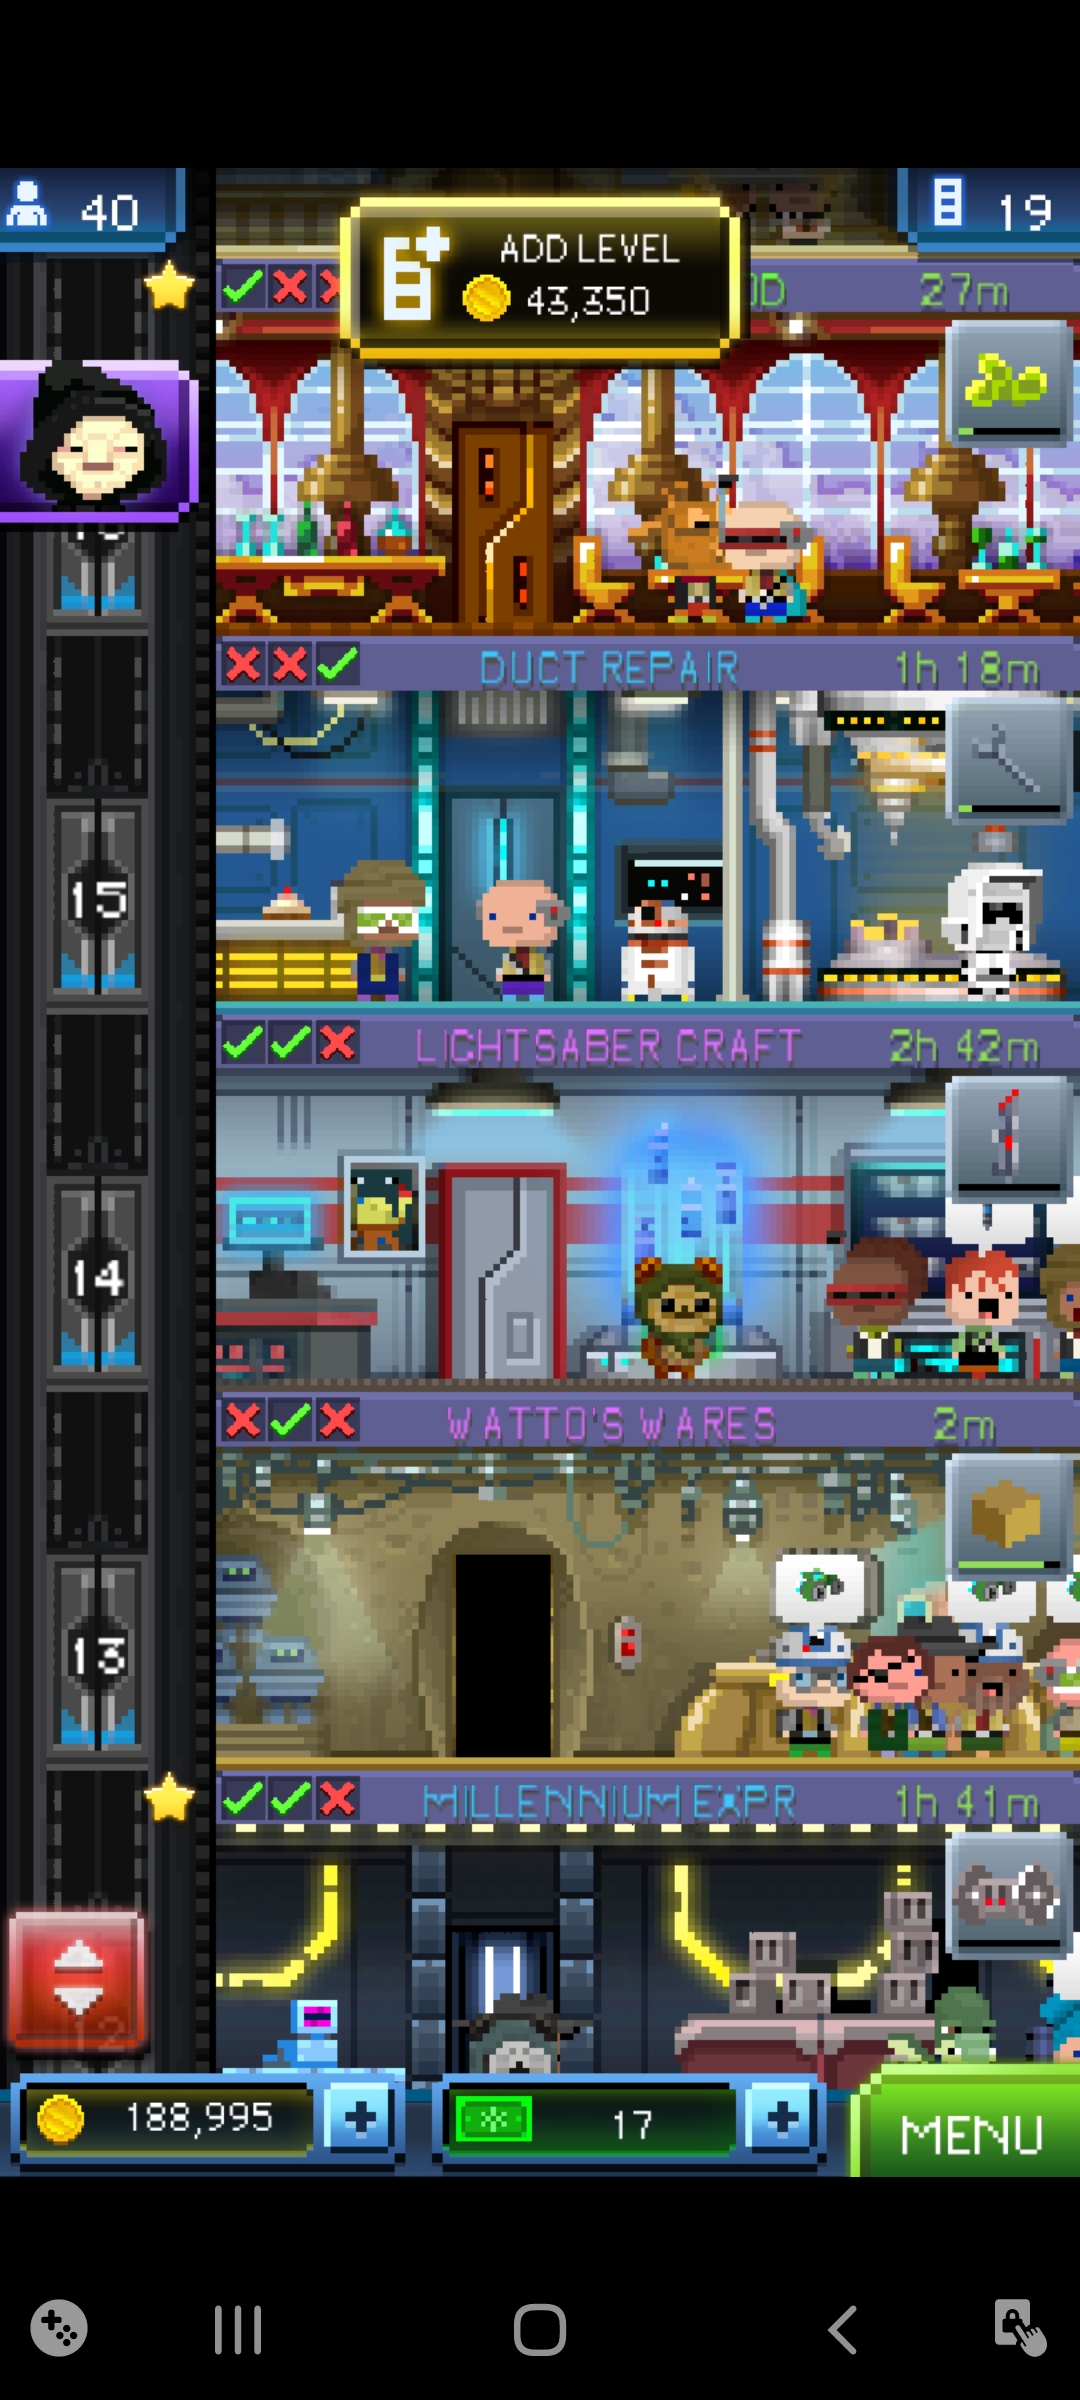 40
19
ADD LEVEL
43,350
27m
DUCT REPAIR 1h 18m
15
LIGHTSABER CRAFT 2h 42m
14
WATTO'S WARES 2m
13
MILLENNIUM EXPR 1h 41m
12
188,995 + 17 + MENU